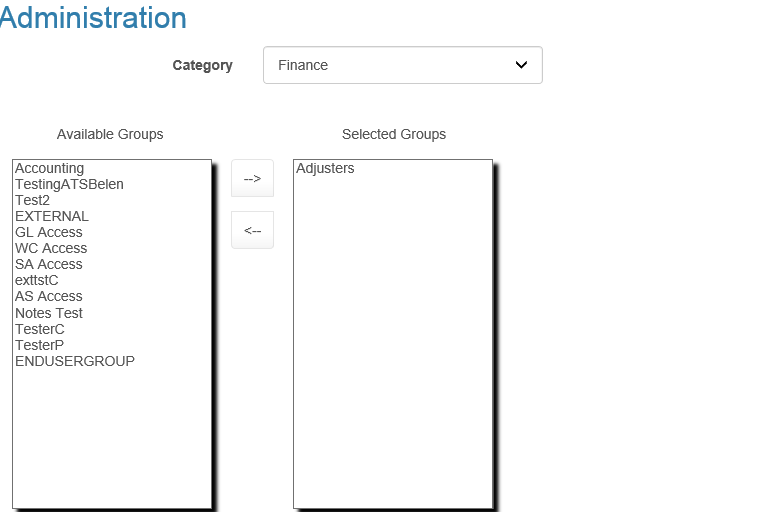 Administration
Category
Finance
Available Groups
Selected Groups
Accounting
TestingATSBelen
Test2
EXTERNAL
GL Access
WC Access
SA Access
exttstC
AS Access
Notes Test
TesterC
TesterP
ENDUSERGROUP
-->
<--
Adjusters